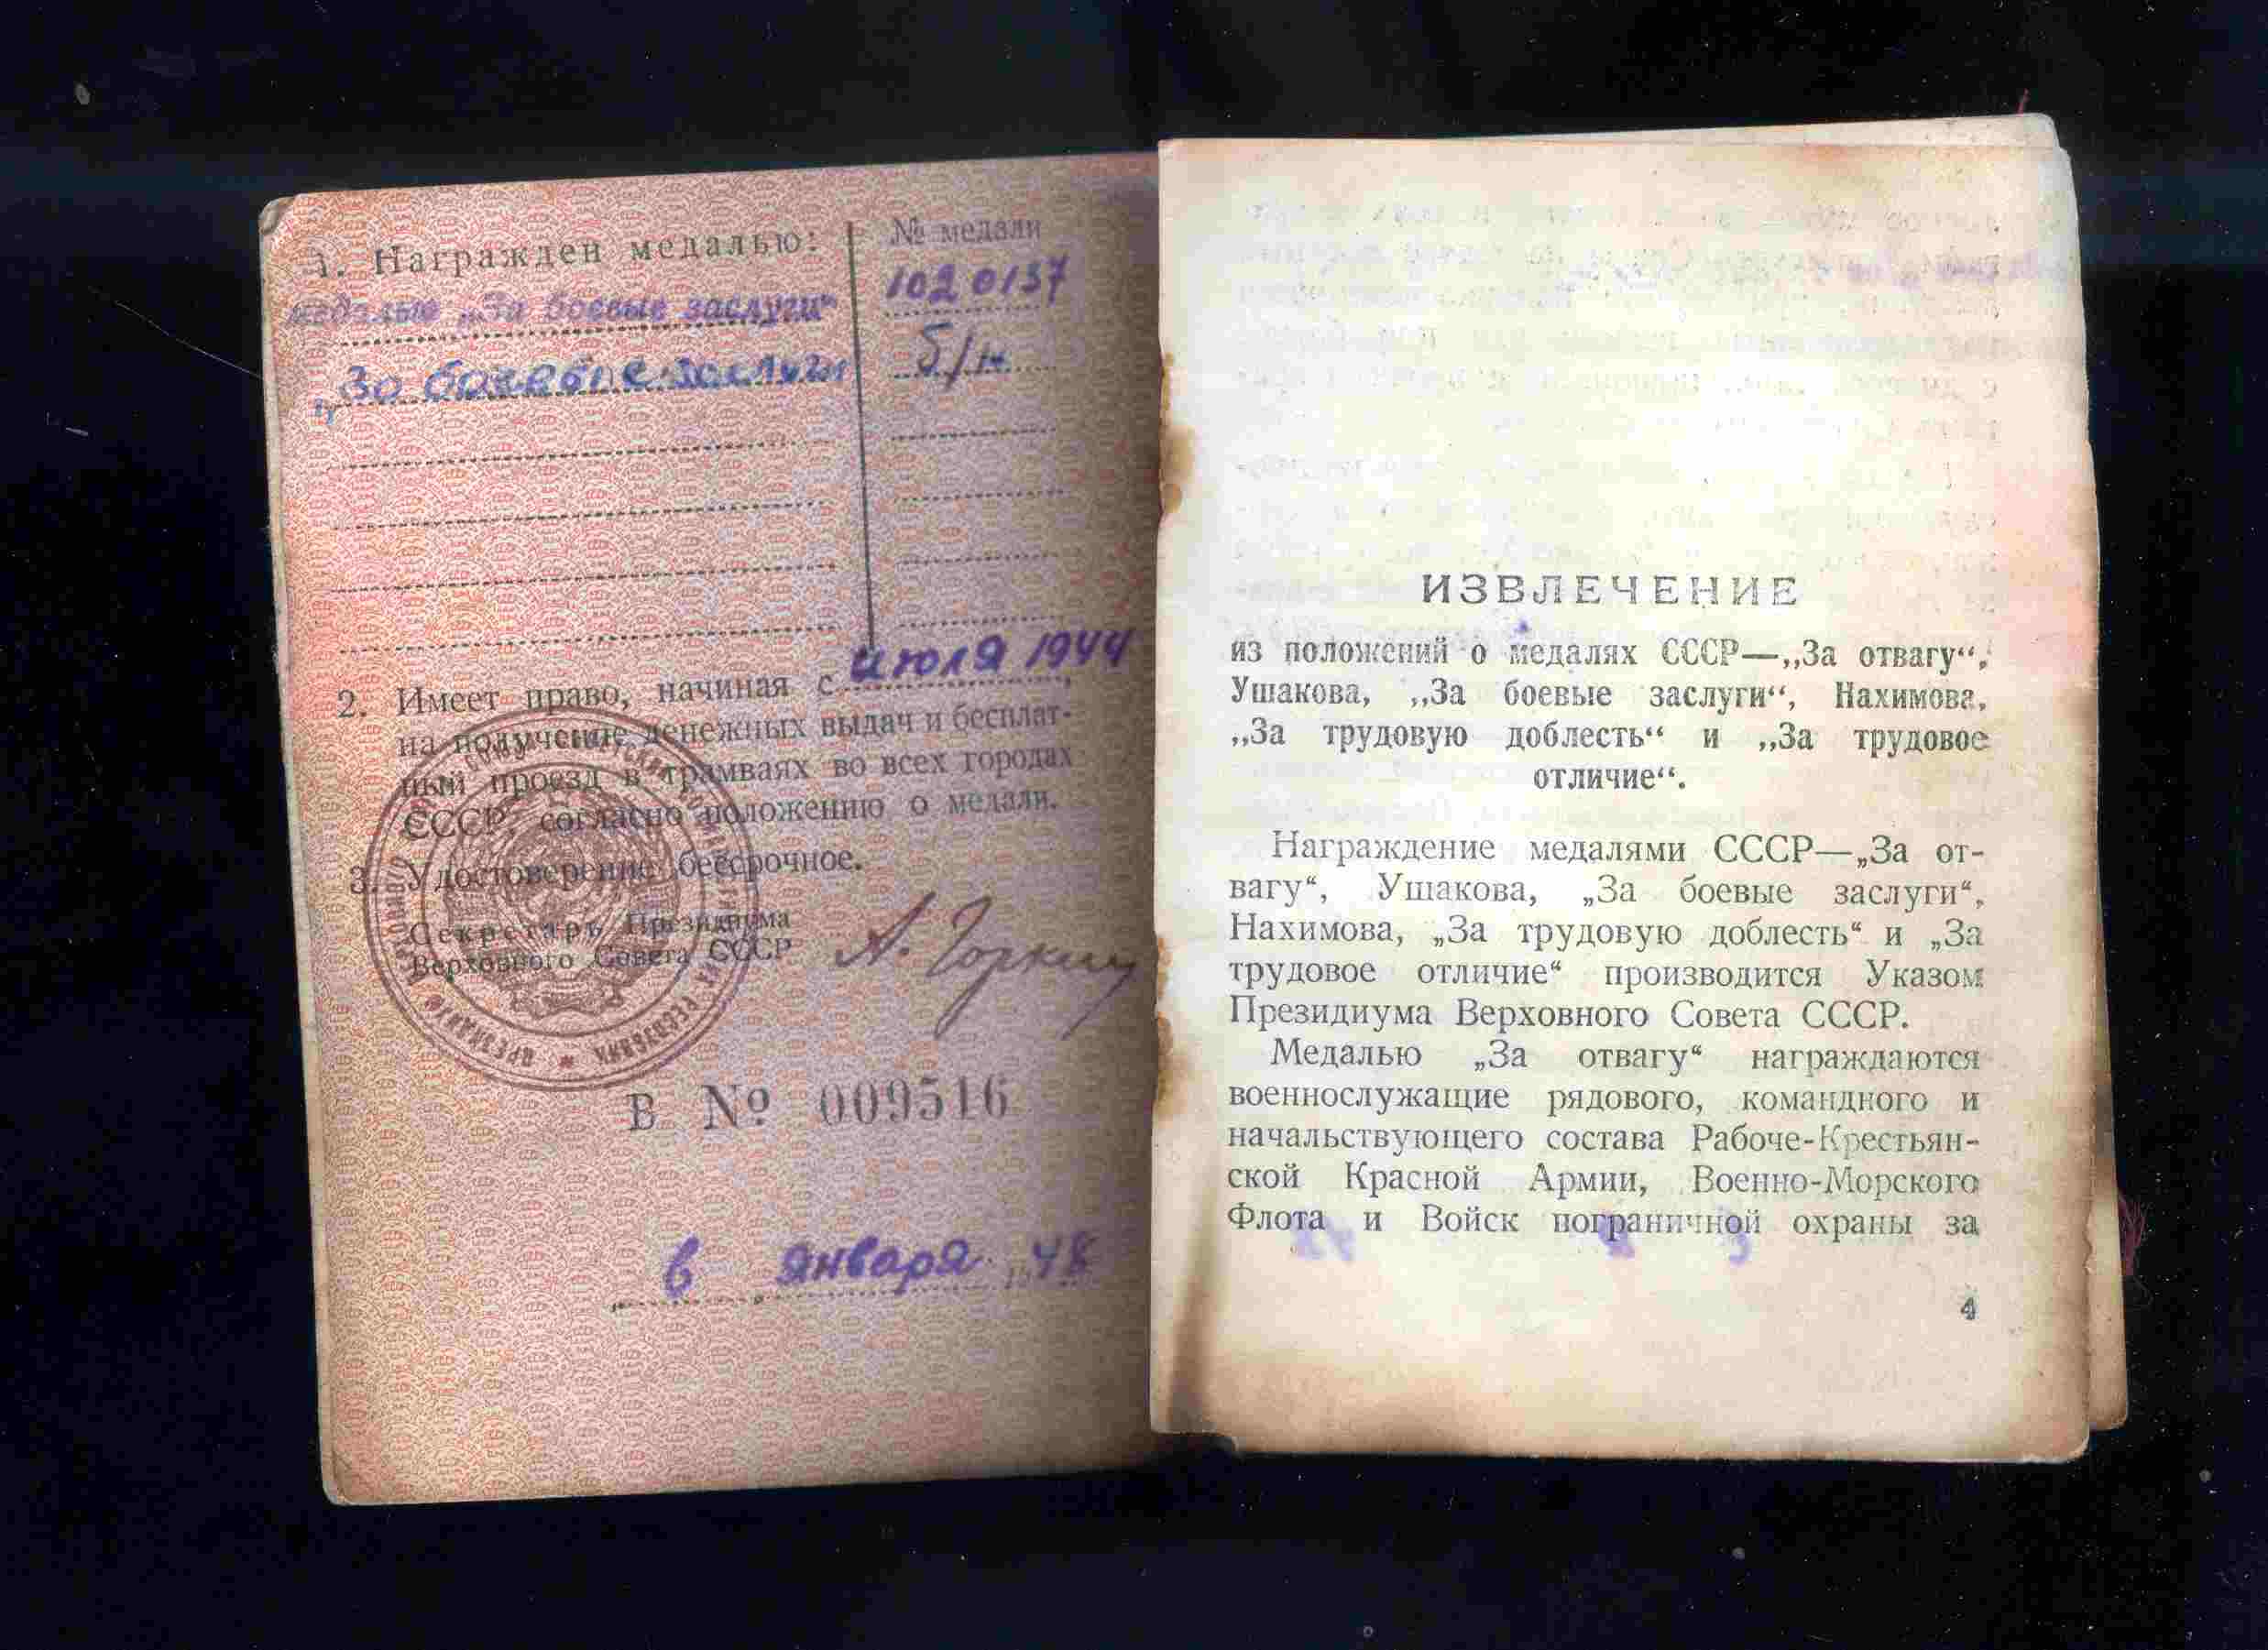 1. Награжден медалью:
№ медали
медалью „За боевые заслуги“
1020137
„За боевые заслуги
б/н
2. Имеет право, начиная с июля 1944,
на получение денежных выдач и бесплат-
ный проезд в трамваях во всех городах
СССР, согласно положению о медали.
3. Удостоверение бессрочное.
Секретарь Президиума
Верховного Совета СССР
А. Горкин
В № 009516
6 января 1948
ИЗВЛЕЧЕНИЕ
из положений о медалях СССР—„За отвагу“,
Ушакова, „За боевые заслуги“, Нахимова,
„За трудовую доблесть“ и „За трудовое
отличие“.
Награждение медалями СССР—„За от-
вагу“, Ушакова, „За боевые заслуги“,
Нахимова, „За трудовую доблесть“ и „За
трудовое отличие“ производится Указом
Президиума Верховного Совета СССР.
Медалью „За отвагу“ награждаются
военнослужащие рядового, командного и
начальствующего состава Рабоче-Крестьян-
ской Красной Армии, Военно-Морского
Флота и Войск пограничной охраны за
4